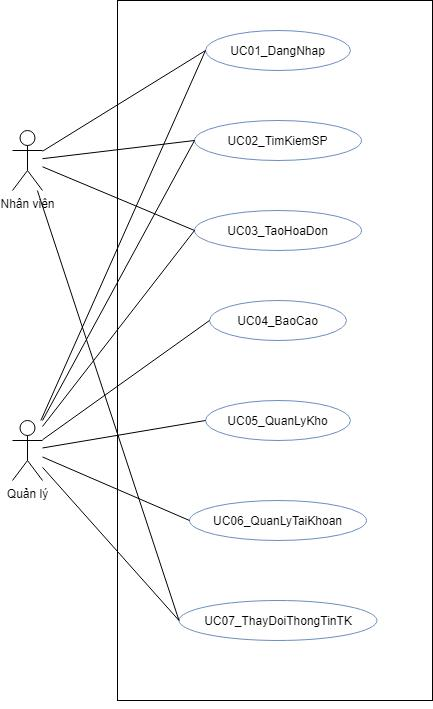 UC01_DangNhap
UC02_TimKiemSP
Nhân viên
UC03_TaoHoaDon
UC04_BaoCao
UC05_QuanLyKho
Quản lý
UC06_QuanLyTaiKhoan
UC07_ThayDoiThongTinTK